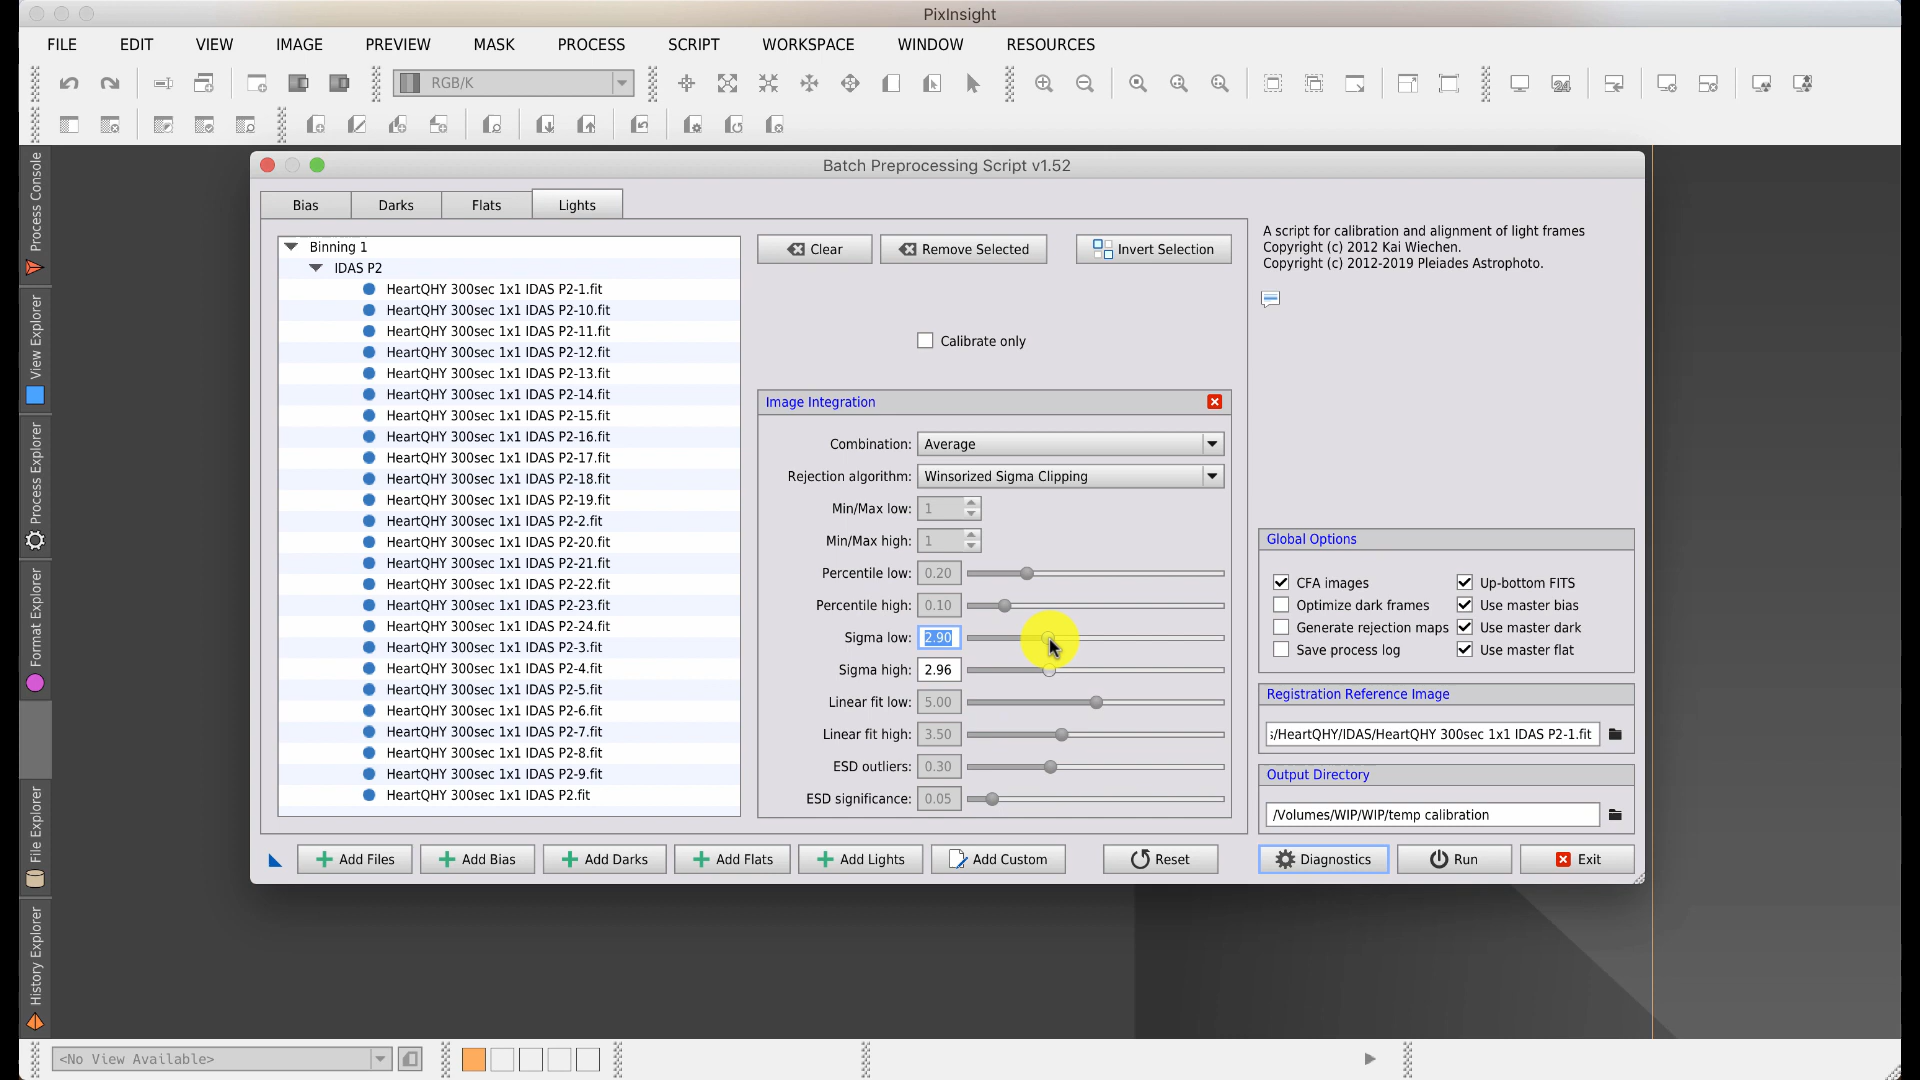 PixInsight
FILE EDIT VIEW IMAGE PREVIEW MASK PROCESS SCRIPT WORKSPACE WINDOW RESOURCES
RGB/K
24
Process Console
View Explorer
Process Explorer
Format Explorer
File Explorer
History Explorer
Batch Preprocessing Script v1.52
Bias Darks Flats Lights
Binning 1
IDAS P2
HeartQHY 300sec 1x1 IDAS P2-1.fit
HeartQHY 300sec 1x1 IDAS P2-10.fit
HeartQHY 300sec 1x1 IDAS P2-11.fit
HeartQHY 300sec 1x1 IDAS P2-12.fit
HeartQHY 300sec 1x1 IDAS P2-13.fit
HeartQHY 300sec 1x1 IDAS P2-14.fit
HeartQHY 300sec 1x1 IDAS P2-15.fit
HeartQHY 300sec 1x1 IDAS P2-16.fit
HeartQHY 300sec 1x1 IDAS P2-17.fit
HeartQHY 300sec 1x1 IDAS P2-18.fit
HeartQHY 300sec 1x1 IDAS P2-19.fit
HeartQHY 300sec 1x1 IDAS P2-2.fit
HeartQHY 300sec 1x1 IDAS P2-20.fit
HeartQHY 300sec 1x1 IDAS P2-21.fit
HeartQHY 300sec 1x1 IDAS P2-22.fit
HeartQHY 300sec 1x1 IDAS P2-23.fit
HeartQHY 300sec 1x1 IDAS P2-24.fit
HeartQHY 300sec 1x1 IDAS P2-3.fit
HeartQHY 300sec 1x1 IDAS P2-4.fit
HeartQHY 300sec 1x1 IDAS P2-5.fit
HeartQHY 300sec 1x1 IDAS P2-6.fit
HeartQHY 300sec 1x1 IDAS P2-7.fit
HeartQHY 300sec 1x1 IDAS P2-8.fit
HeartQHY 300sec 1x1 IDAS P2-9.fit
HeartQHY 300sec 1x1 IDAS P2.fit
Clear Remove Selected Invert Selection
Calibrate only
Image Integration
Combination: Average
Rejection algorithm: Winsorized Sigma Clipping
Min/Max low: 1
Min/Max high: 1
Percentile low: 0.20
Percentile high: 0.10
Sigma low: 2.90
Sigma high: 2.96
Linear fit low: 5.00
Linear fit high: 3.50
ESD outliers: 0.30
ESD significance: 0.05
A script for calibration and alignment of light frames
Copyright (c) 2012 Kai Wiechen.
Copyright (c) 2012-2019 Pleiades Astrophoto.
Global Options
CFA images Up-bottom FITS
Optimize dark frames Use master bias
Generate rejection maps Use master dark
Save process log Use master flat
Registration Reference Image
;/HeartQHY/IDAS/HeartQHY 300sec 1x1 IDAS P2-1.fit
Output Directory
/Volumes/WIP/WIP/temp calibration
Add Files Add Bias Add Darks Add Flats Add Lights Add Custom Reset Diagnostics Run Exit
<No View Available>